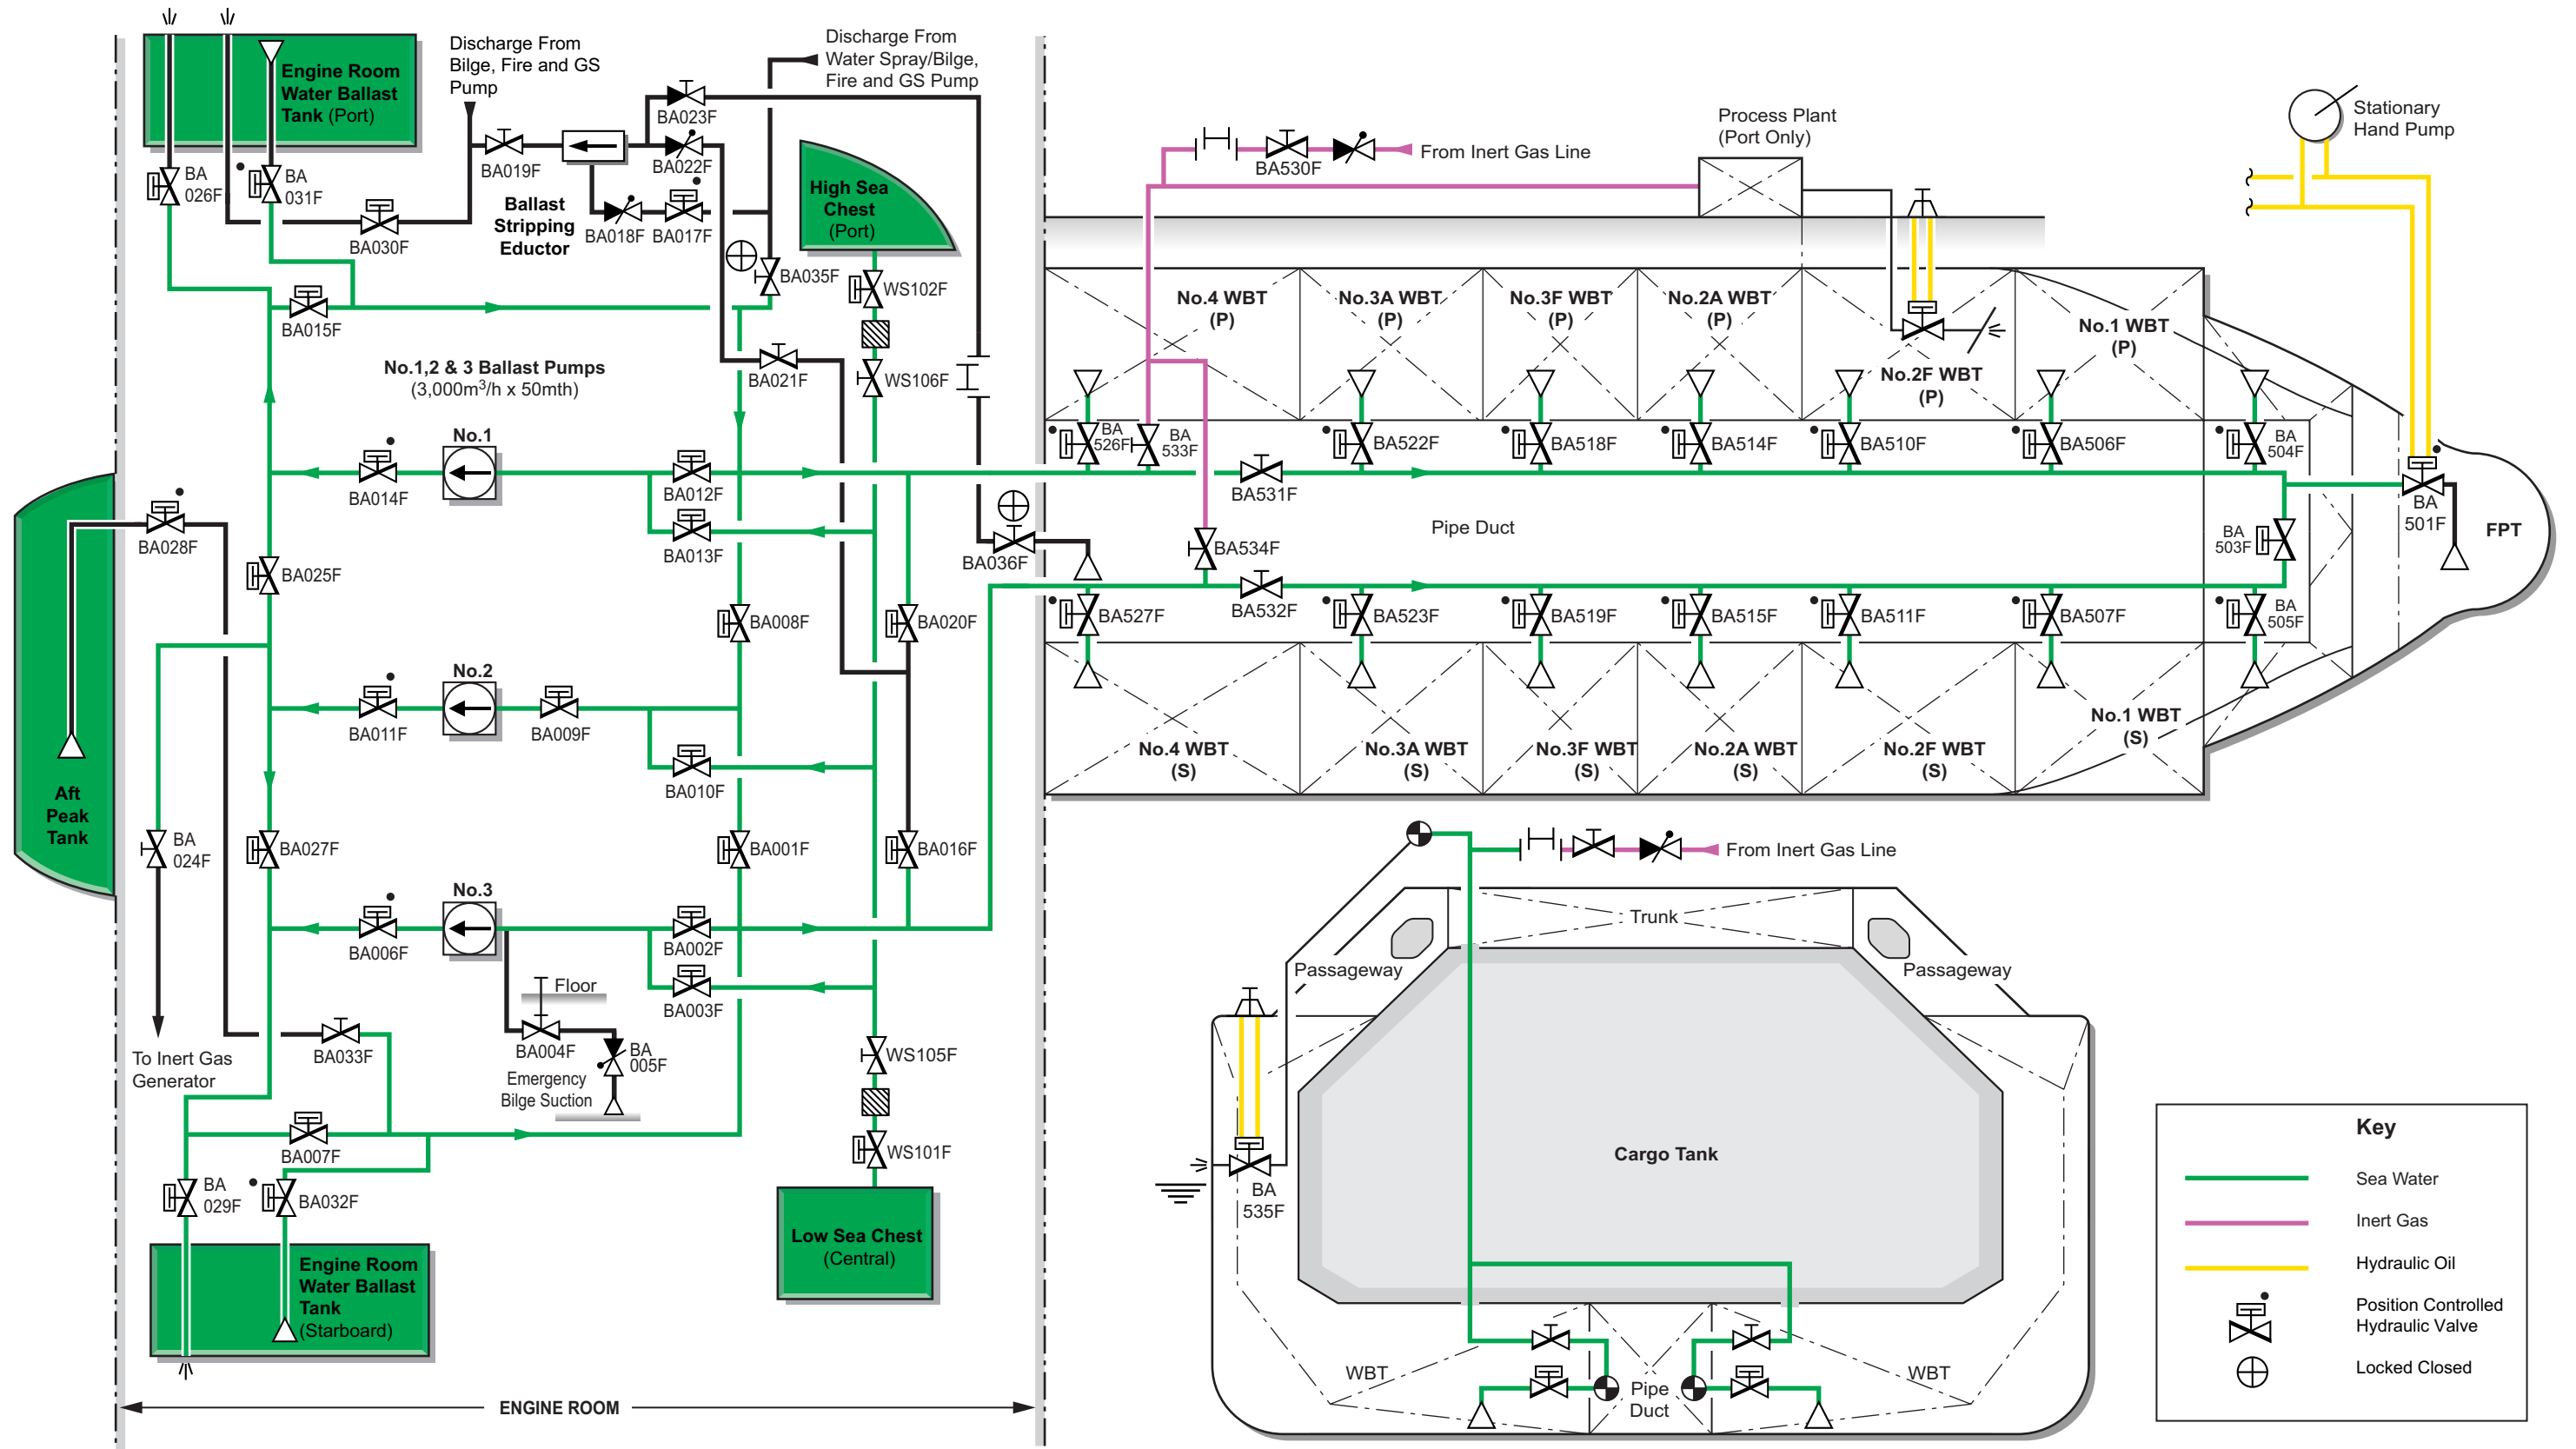 Engine Room
Water Ballast
Tank (Port)
BA
026F
BA
031F
BA030F
Discharge From
Bilge, Fire and GS
Pump
BA019F
Ballast
Stripping
Eductor
BA023F
BA022F
BA018F
BA017F
Discharge From
Water Spray/Bilge,
Fire and GS Pump
High Sea
Chest
(Port)
BA035F
WS102F
WS106F
BA015F
BA021F
No.1,2 & 3 Ballast Pumps
(3,000m3/h x 50mth)
No.1
BA014F
BA012F
BA013F
BA028F
BA025F
BA036F
BA008F
BA020F
No.2
BA011F
BA009F
BA010F
Aft
Peak
Tank
BA
024F
BA027F
BA001F
BA016F
No.3
BA006F
BA002F
BA003F
Floor
BA004F
BA
005F
Emergency
Bilge Suction
BA033F
To Inert Gas
Generator
WS105F
WS101F
BA007F
BA
029F
BA032F
Engine Room
Water Ballast
Tank
(Starboard)
Low Sea Chest
(Central)
ENGINE ROOM
BA530F
From Inert Gas Line
Process Plant
(Port Only)
Stationary
Hand Pump
No.4 WBT
(P)
No.3A WBT
(P)
No.3F WBT
(P)
No.2A WBT
(P)
No.2F WBT
(P)
No.1 WBT
(P)
BA
526F
BA
533F
BA522F
BA518F
BA514F
BA510F
BA506F
BA
504F
BA531F
Pipe Duct
BA
501F
FPT
BA534F
BA
503F
BA532F
BA527F
BA523F
BA519F
BA515F
BA511F
BA507F
BA
505F
No.4 WBT
(S)
No.3A WBT
(S)
No.3F WBT
(S)
No.2A WBT
(S)
No.2F WBT
(S)
No.1 WBT
(S)
From Inert Gas Line
Trunk
Passageway
Passageway
Cargo Tank
BA
535F
WBT
Pipe
Duct
WBT
Key
Sea Water
Inert Gas
Hydraulic Oil
Position Controlled
Hydraulic Valve
Locked Closed